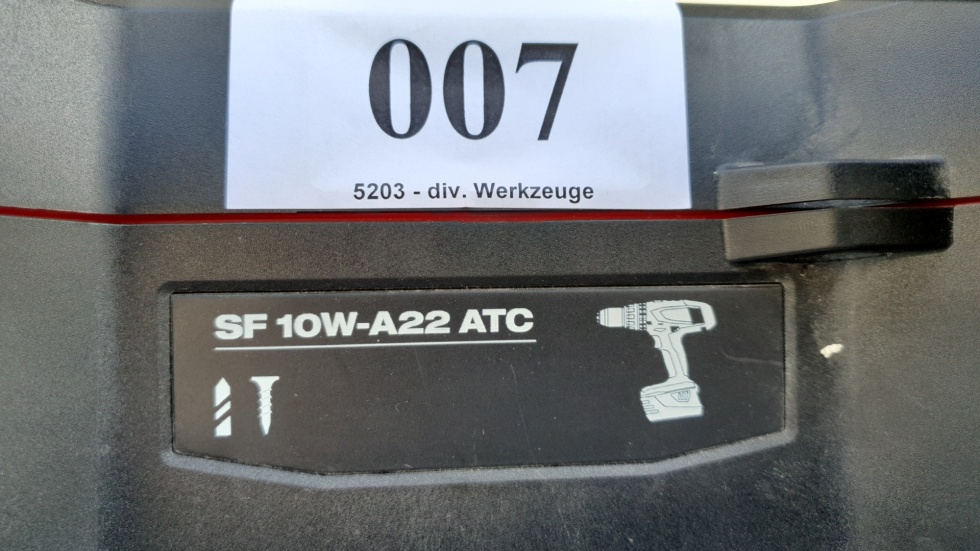 007
5203 - div. Werkzeuge
SF 10W-A22 ATC